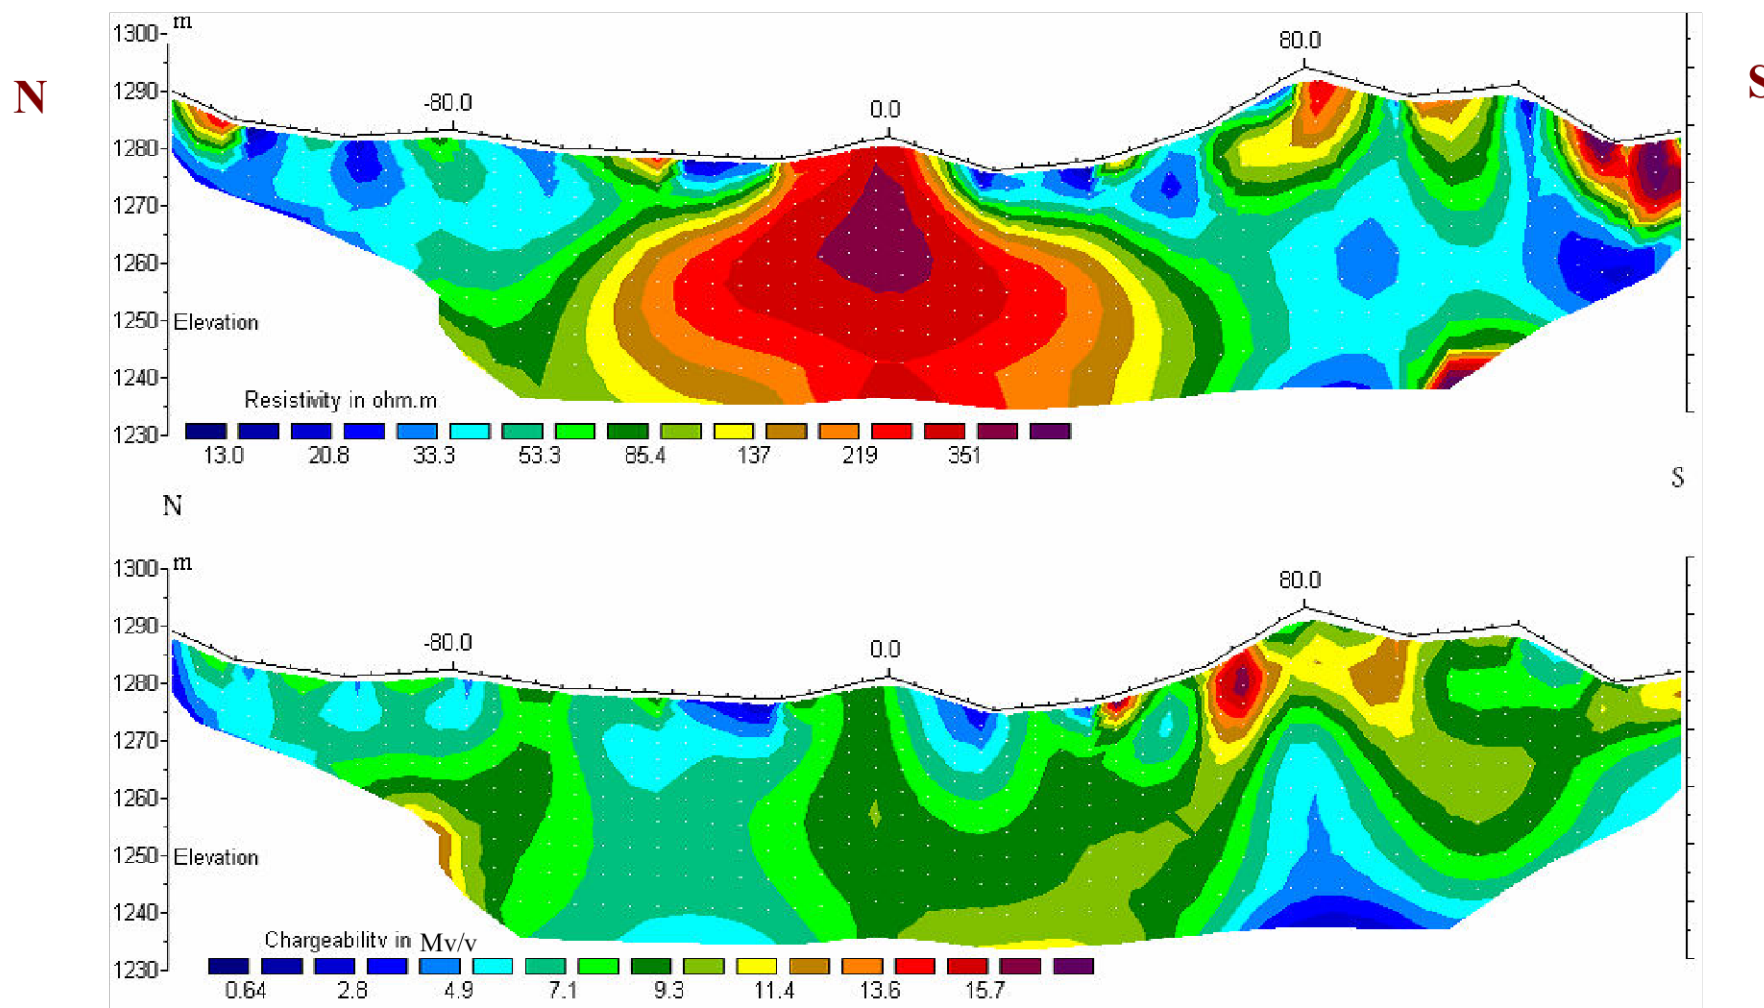 1300 m
80.0
N
S
1290
-80.0
0.0
1280
1270
1260
1250 Elevation
1240
Resistivity in ohm.m
1230
13.0 20.8 33.3 53.3 85.4 137 219 351
N
S
1300 m
80.0
1290
-80.0
0.0
1280
1270
1260
1250 Elevation
1240
Chargeability in Mv/v
1230
0.64 2.8 4.9 7.1 9.3 11.4 13.6 15.7